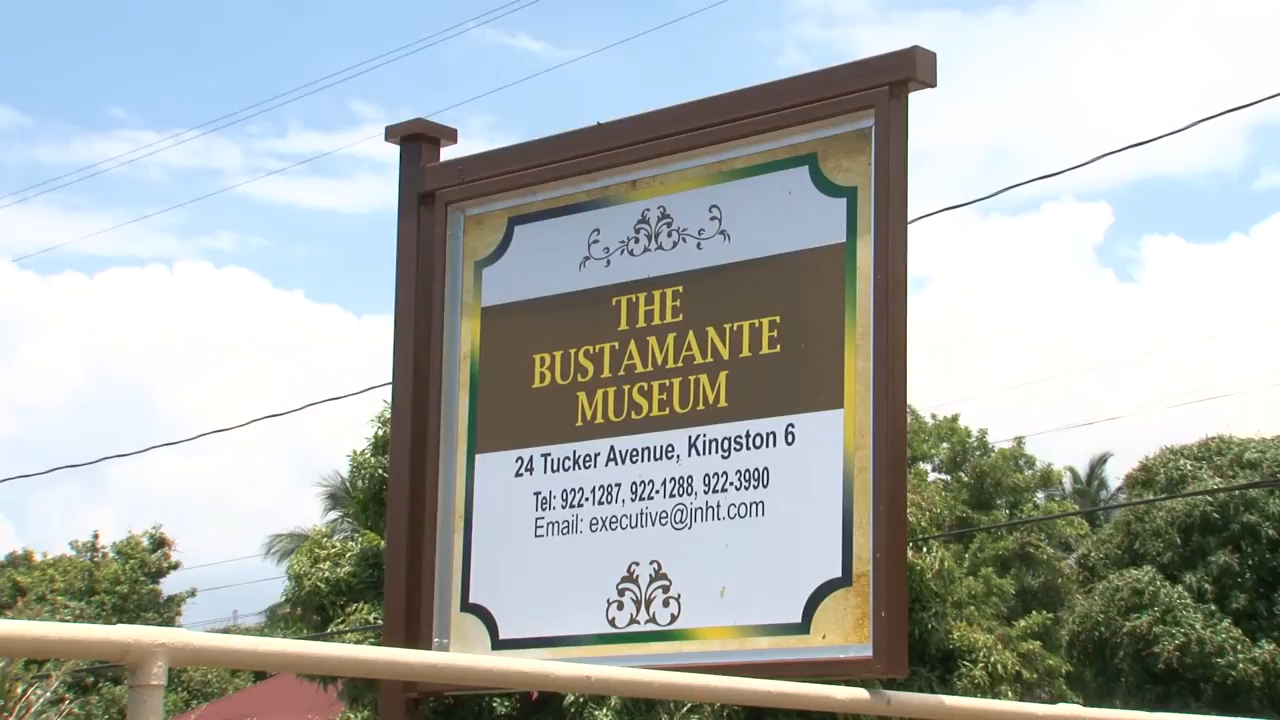 THE
BUSTAMANTE
MUSEUM
24 Tucker Avenue, Kingston 6
Tel: 922-1287, 922-1288, 922-3990
Email: executive@jnht.com